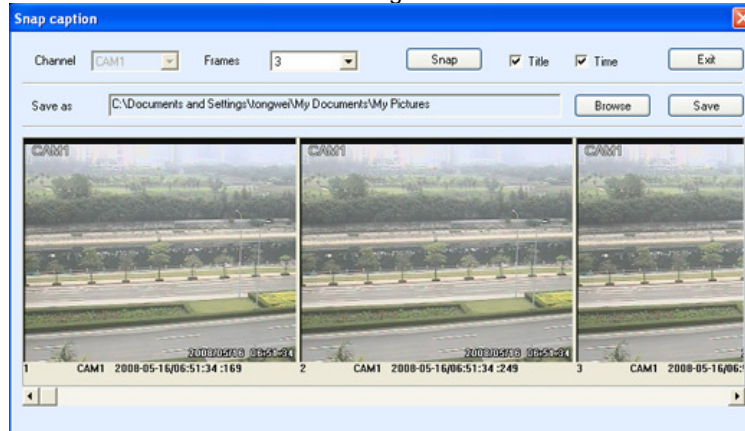 Snap caption
Channel CAM1 Frames 3 Snap Title Time Exit
Save as C:\Documents and Settings\tongwei\My Documents\My Pictures Browse Save
CAM1 CAM1 CAM1
2008/05/16 06:51:34 2008/05/16 06:51:34
1 CAM1 2008-05-16/06:51:34 :169 2 CAM1 2008-05-16/06:51:34 :249 3 CAM1 2008-05-16/06: